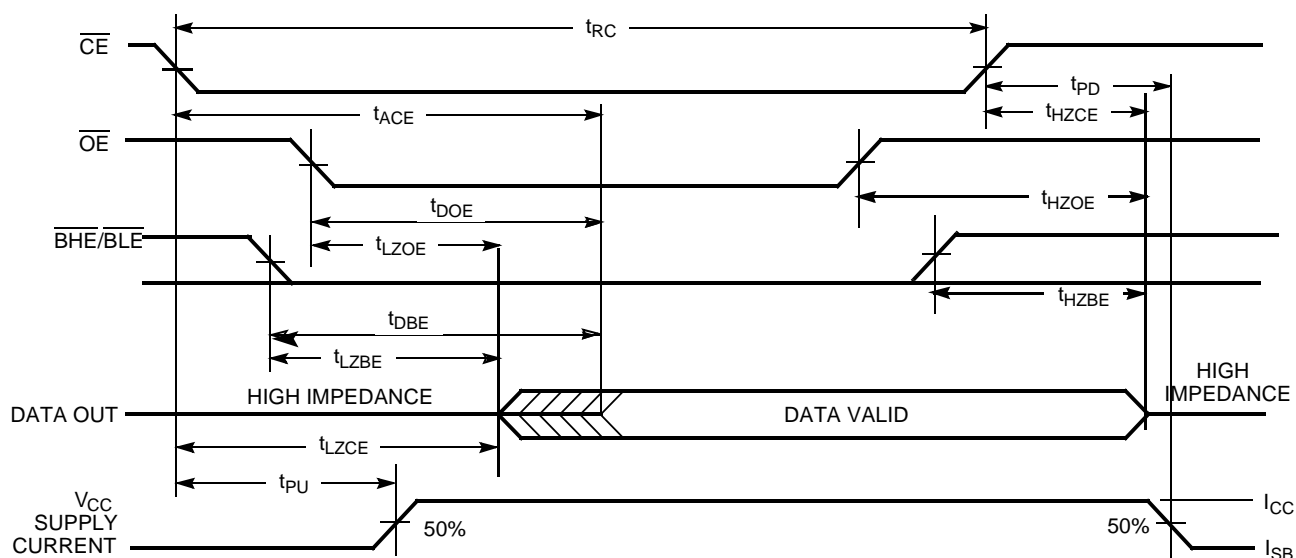 tRC
CE
tPD
tACE
tHZCE
OE
tDOE
tHZOE
BHE/BLE
tLZOE
tHZBE
tDBE
tLZBE
HIGH IMPEDANCE
HIGH
IMPEDANCE
DATA OUT
DATA VALID
tLZCE
tPU
VCC
SUPPLY
CURRENT
50%
50%
ICC
ISB